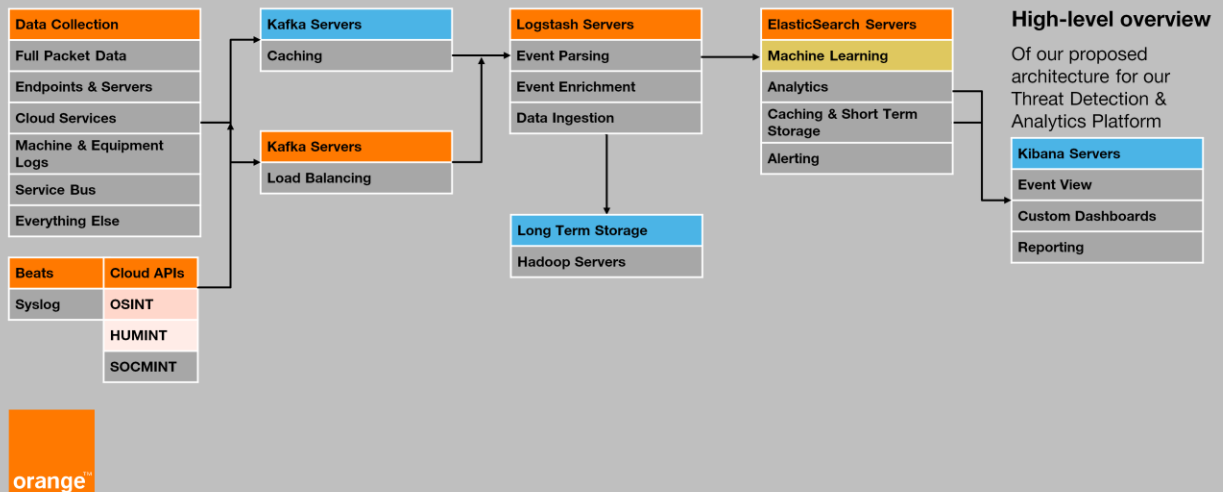 Data Collection
Full Packet Data
Endpoints & Servers
Cloud Services
Machine & Equipment
Logs
Service Bus
Everything Else
Beats
Syslog
Cloud APIs
OSINT
HUMINT
SOCMINT
Kafka Servers
Caching
Kafka Servers
Load Balancing
Logstash Servers
Event Parsing
Event Enrichment
Data Ingestion
Long Term Storage
Hadoop Servers
ElasticSearch Servers
Machine Learning
Analytics
Caching & Short Term
Storage
Alerting
High-level overview
Of our proposed
architecture for our
Threat Detection &
Analytics Platform
Kibana Servers
Event View
Custom Dashboards
Reporting
orange™